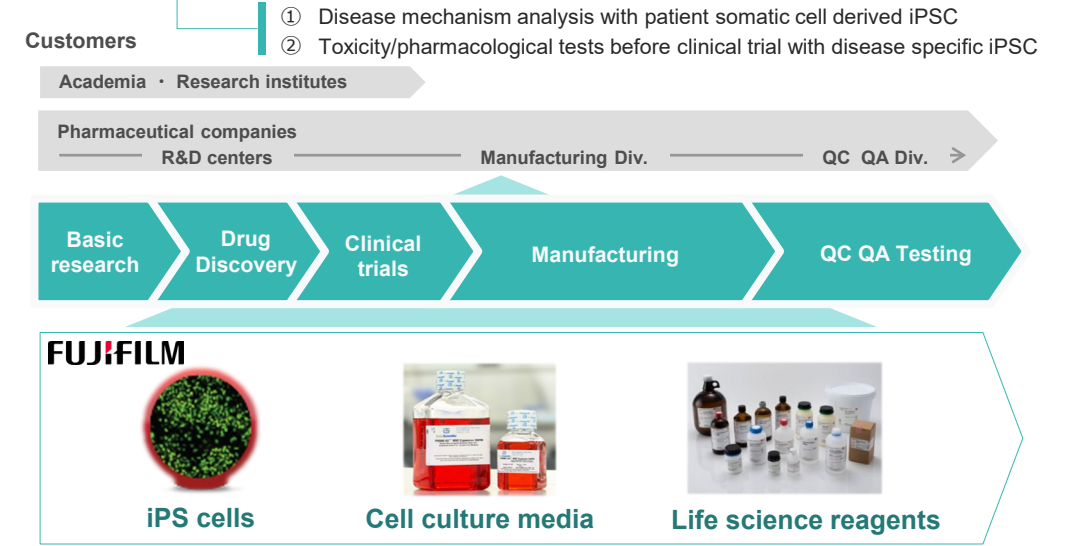 ① Disease mechanism analysis with patient somatic cell derived iPSC
Customers
② Toxicity/pharmacological tests before clinical trial with disease specific iPSC
Academia ・ Research institutes
Pharmaceutical companies
R&D centers
Manufacturing Div.
QC QA Div.
Basic
research
Drug
Discovery
Clinical
trials
Manufacturing
QC QA Testing
FUJIFILM
iPS cells
Cell culture media
Life science reagents